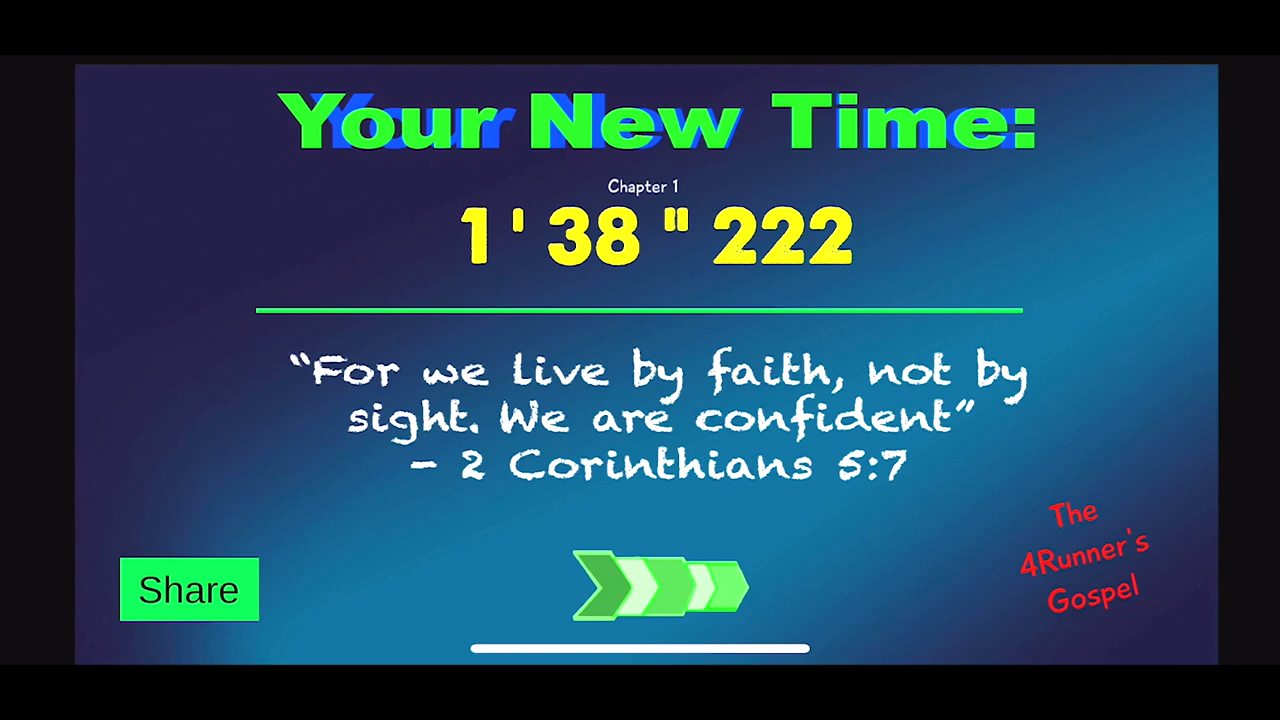 Your New Time:
Chapter 1
1 ' 38 " 222
“For we live by faith, not by
sight. We are confident”
- 2 Corinthians 5:7
The
4Runner's
Gospel
Share